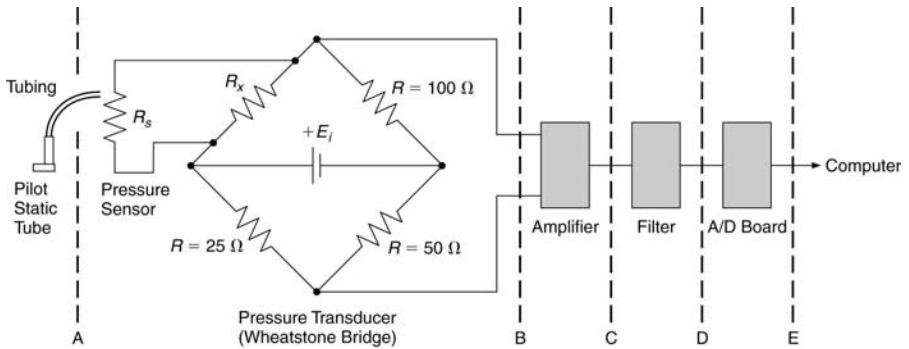 Tubing
R_s
R_x
R = 100 Ω
+E_i
Pilot
Static
Tube
Pressure
Sensor
R = 25 Ω
R = 50 Ω
Pressure Transducer
(Wheatstone Bridge)
Amplifier
Filter
A/D Board
Computer
A
B
C
D
E